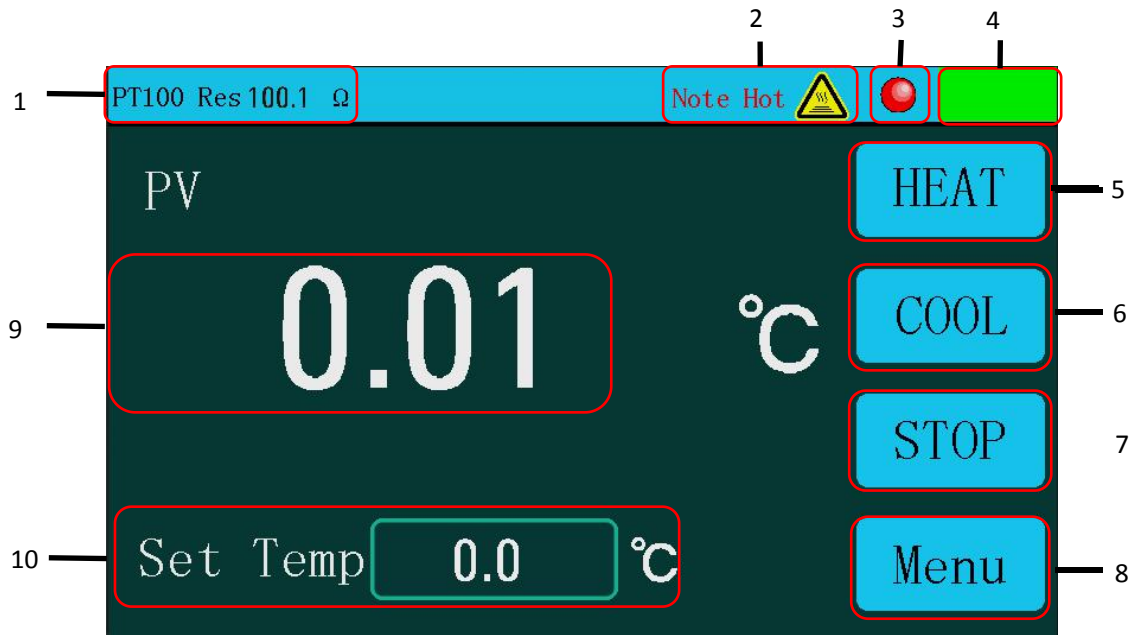 2 3 4
1 PT100 Res 100.1 Ω Note Hot
PV HEAT 5
9 0.01 ℃ COOL 6
STOP 7
10 Set Temp 0.0 ℃ Menu 8